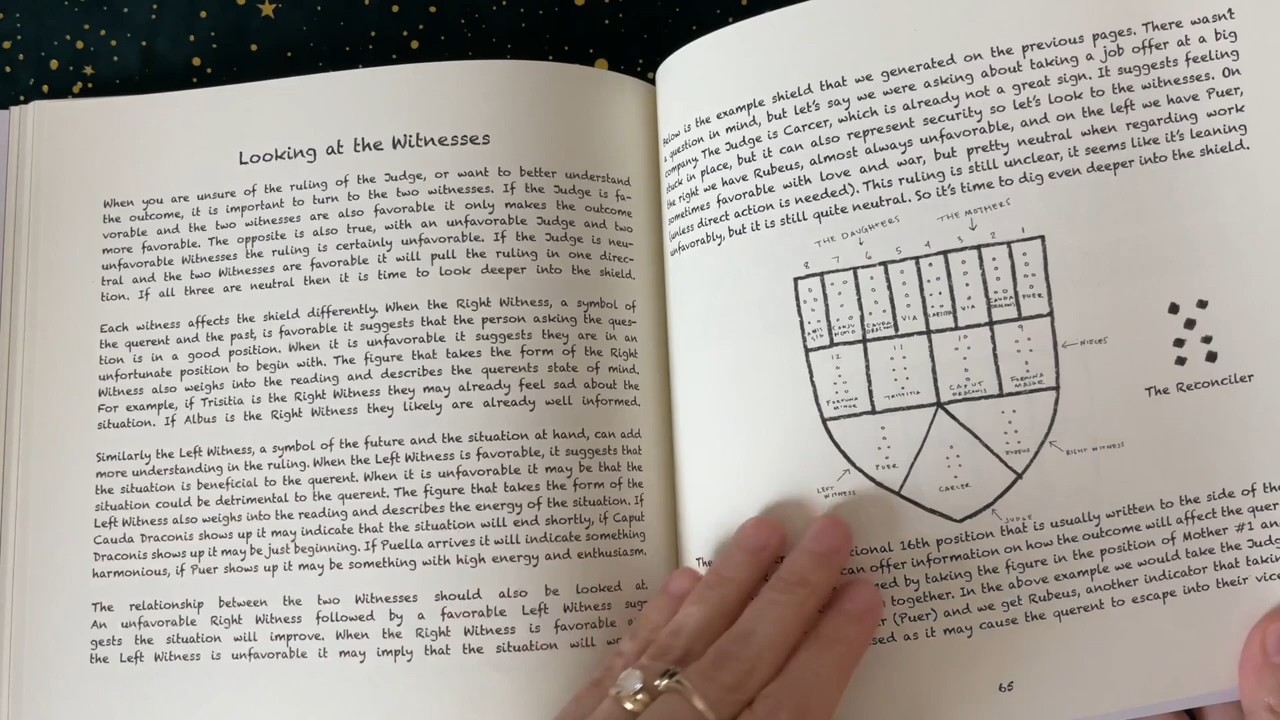 Looking at the Witnesses
When you are unsure of the ruling of the Judge, or want to better understand
the outcome, it is important to turn to the two witnesses. If the Judge is fa-
vorable and the two witnesses are also favorable it only makes the outcome
more favorable. The opposite is also true, with an unfavorable Judge and two
unfavorable Witnesses the ruling is certainly unfavorable. If the Judge is neu-
tral and the two Witnesses are favorable it will pull the ruling in one direc-
tion. If all three are neutral then it is time to look deeper into the shield.
Each witness affects the shield differently. When the Right Witness, a symbol of
the querent and the past, is favorable it suggests that the person asking the ques-
tion is in a good position. When it is unfavorable it suggests they are in an
unfortunate position to begin with. The figure that takes the form of the Right
Witness also weighs into the reading and describes the querents state of mind.
For example, if Trisitia is the Right Witness they may already feel sad about the
situation. If Albus is the Right Witness they likely are already well informed.
Similarly the Left Witness, a symbol of the future and the situation at hand, can add
more understanding in the ruling. When the Left Witness is favorable, it suggests that
the situation is beneficial to the querent. When it is unfavorable it may be that the
situation could be detrimental to the querent. The figure that takes the form of the
Left Witness also weighs into the reading and describes the energy of the situation. If
Cauda Draconis shows up it may indicate that the situation will end shortly, if Caput
Draconis shows up it may be just beginning. If Puella arrives it will indicate something
harmonious, if Puer shows up it may be something with high energy and enthusiasm.
The relationship between the two Witnesses should also be looked at.
An unfavorable Right Witness followed by a favorable Left Witness sug-
gests the situation will improve. When the Right Witness is favorable
the Left Witness is unfavorable it may imply that the situation will
Below is the example shield that we generated on the previous pages. There wasn't
a question in mind, but let's say we were asking about taking a job offer at a big
company. The Judge is Carcer, which is already not a great sign. It suggests feeling
stuck in place, but it can also represent security so let's look to the witnesses. On
the right we have Rubeus, almost always unfavorable, and on the left we have Puer,
sometimes favorable with love and war, but pretty neutral when regarding work
(unless direct action is needed). This ruling is still unclear, it seems like it's leaning
unfavorably, but it is still quite neutral. So it's time to dig even deeper into the shield.
THE DAUGHTERS THE MOTHERS
8 7 6 5 4 3 2 1
VIA LAETITIA VIA CAUDA DRACONIS PUER
12 11 10 9
FORTUNA MINOR TRISTITIA CAPUT DRACONIS FORTUNA MAJOR
NIECES
The Reconciler
PUER CARCER RUBEUS
LEFT WITNESS
RIGHT WITNESS
JUDGE
The tional 16th position that is usually written to the side of the
can offer information on how the outcome will affect the quer
ned by taking the figure in the position of Mother #1 an
together. In the above example we would take the Judg
(Puer) and we get Rubeus, another indicator that takin
sed as it may cause the querent to escape into their vic
65